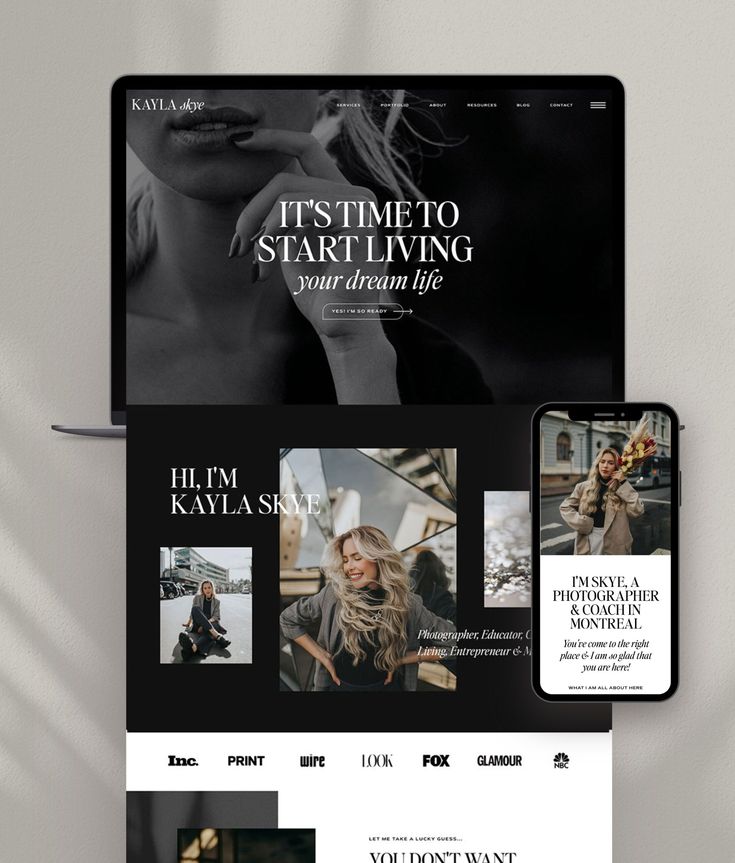 KAYLA skye
SERVICES PORTFOLIO ABOUT RESOURCES BLOG CONTACT
IT'S TIME TO
START LIVING
your dream life
YES! I'M SO READY
HI, I'M
KAYLA SKYE
Photographer, Educator,
Living, Entrepreneur &
I'M SKYE, A
PHOTOGRAPHER
& COACH IN
MONTREAL
You've come to the right
place & I am so glad that
you are here!
WHAT I AM ALL ABOUT HERE
Inc. PRINT wire LOOK FOX GLAMOUR NBC
LET ME TAKE A LUCKY GUESS...
YOU DON'T WANT